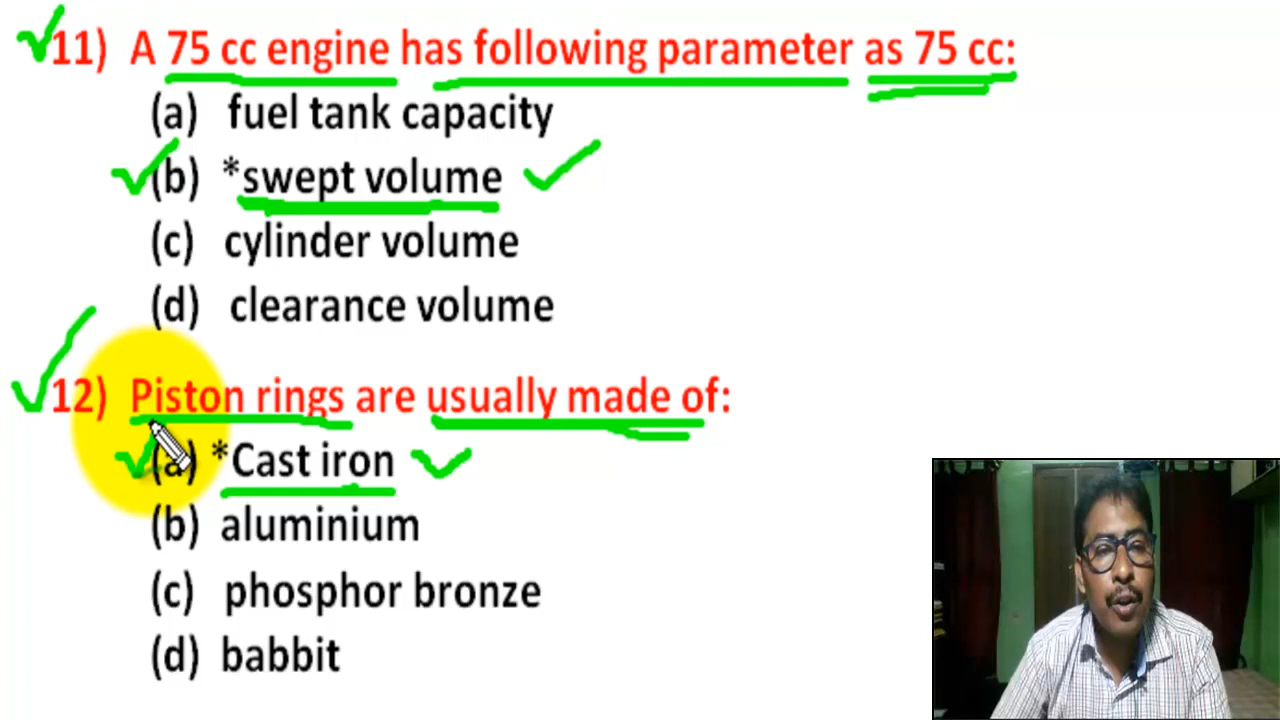 11) A 75 cc engine has following parameter as 75 cc:
(a) fuel tank capacity
(b) *swept volume
(c) cylinder volume
(d) clearance volume
12) Piston rings are usually made of:
(a) *Cast iron
(b) aluminium
(c) phosphor bronze
(d) babbit